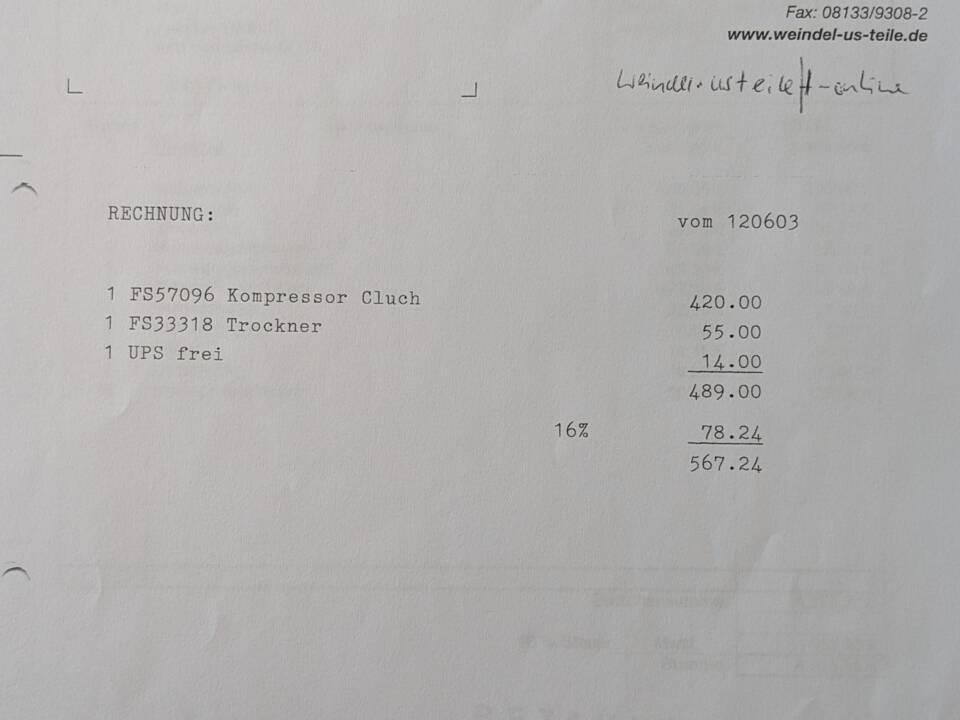 Fax: 08133/9308-2
www.weindel-us-teile.de
RECHNUNG:
vom 120603
1 FS57096 Kompressor Cluch 420.00
1 FS33318 Trockner 55.00
1 UPS frei 14.00
489.00
16% 78.24
567.24